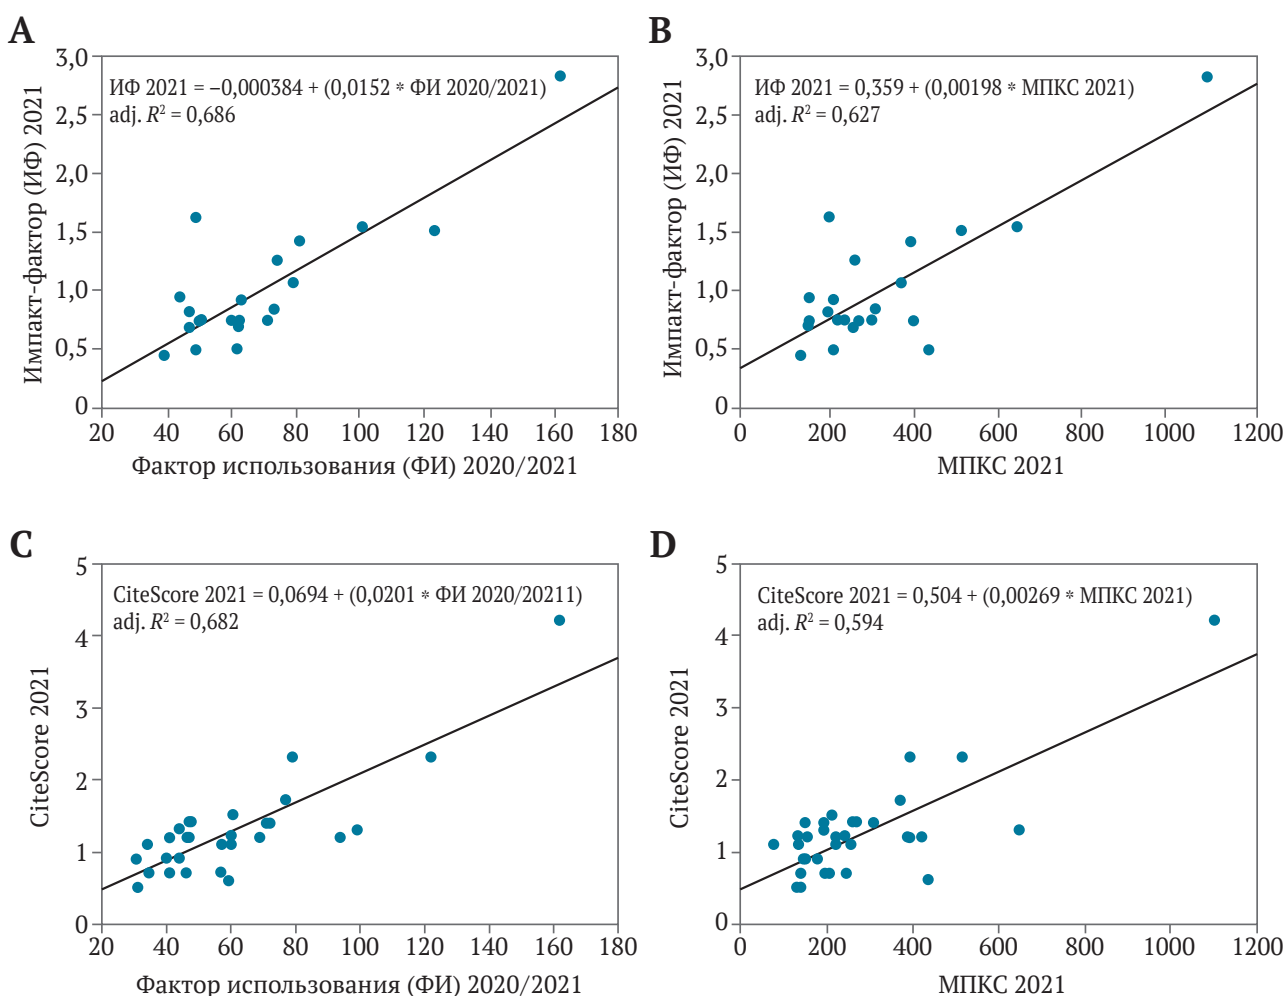 A
ИФ 2021 = –0,000384 + (0,0152 * ФИ 2020/2021)
adj. R² = 0,686
Импакт-фактор (ИФ) 2021
3,0
2,5
2,0
1,5
1,0
0,5
0
20 40 60 80 100 120 140 160 180
Фактор использования (ФИ) 2020/2021
B
ИФ 2021 = 0,359 + (0,00198 * МПКС 2021)
adj. R² = 0,627
Импакт-фактор (ИФ) 2021
3,0
2,5
2,0
1,5
1,0
0,5
0
0 200 400 600 800 1000 1200
МПКС 2021
C
CiteScore 2021 = 0,0694 + (0,0201 * ФИ 2020/20211)
adj. R² = 0,682
CiteScore 2021
5
4
3
2
1
0
20 40 60 80 100 120 140 160 180
Фактор использования (ФИ) 2020/2021
D
CiteScore 2021 = 0,504 + (0,00269 * МПКС 2021)
adj. R² = 0,594
CiteScore 2021
5
4
3
2
1
0
0 200 400 600 800 1000 1200
МПКС 2021